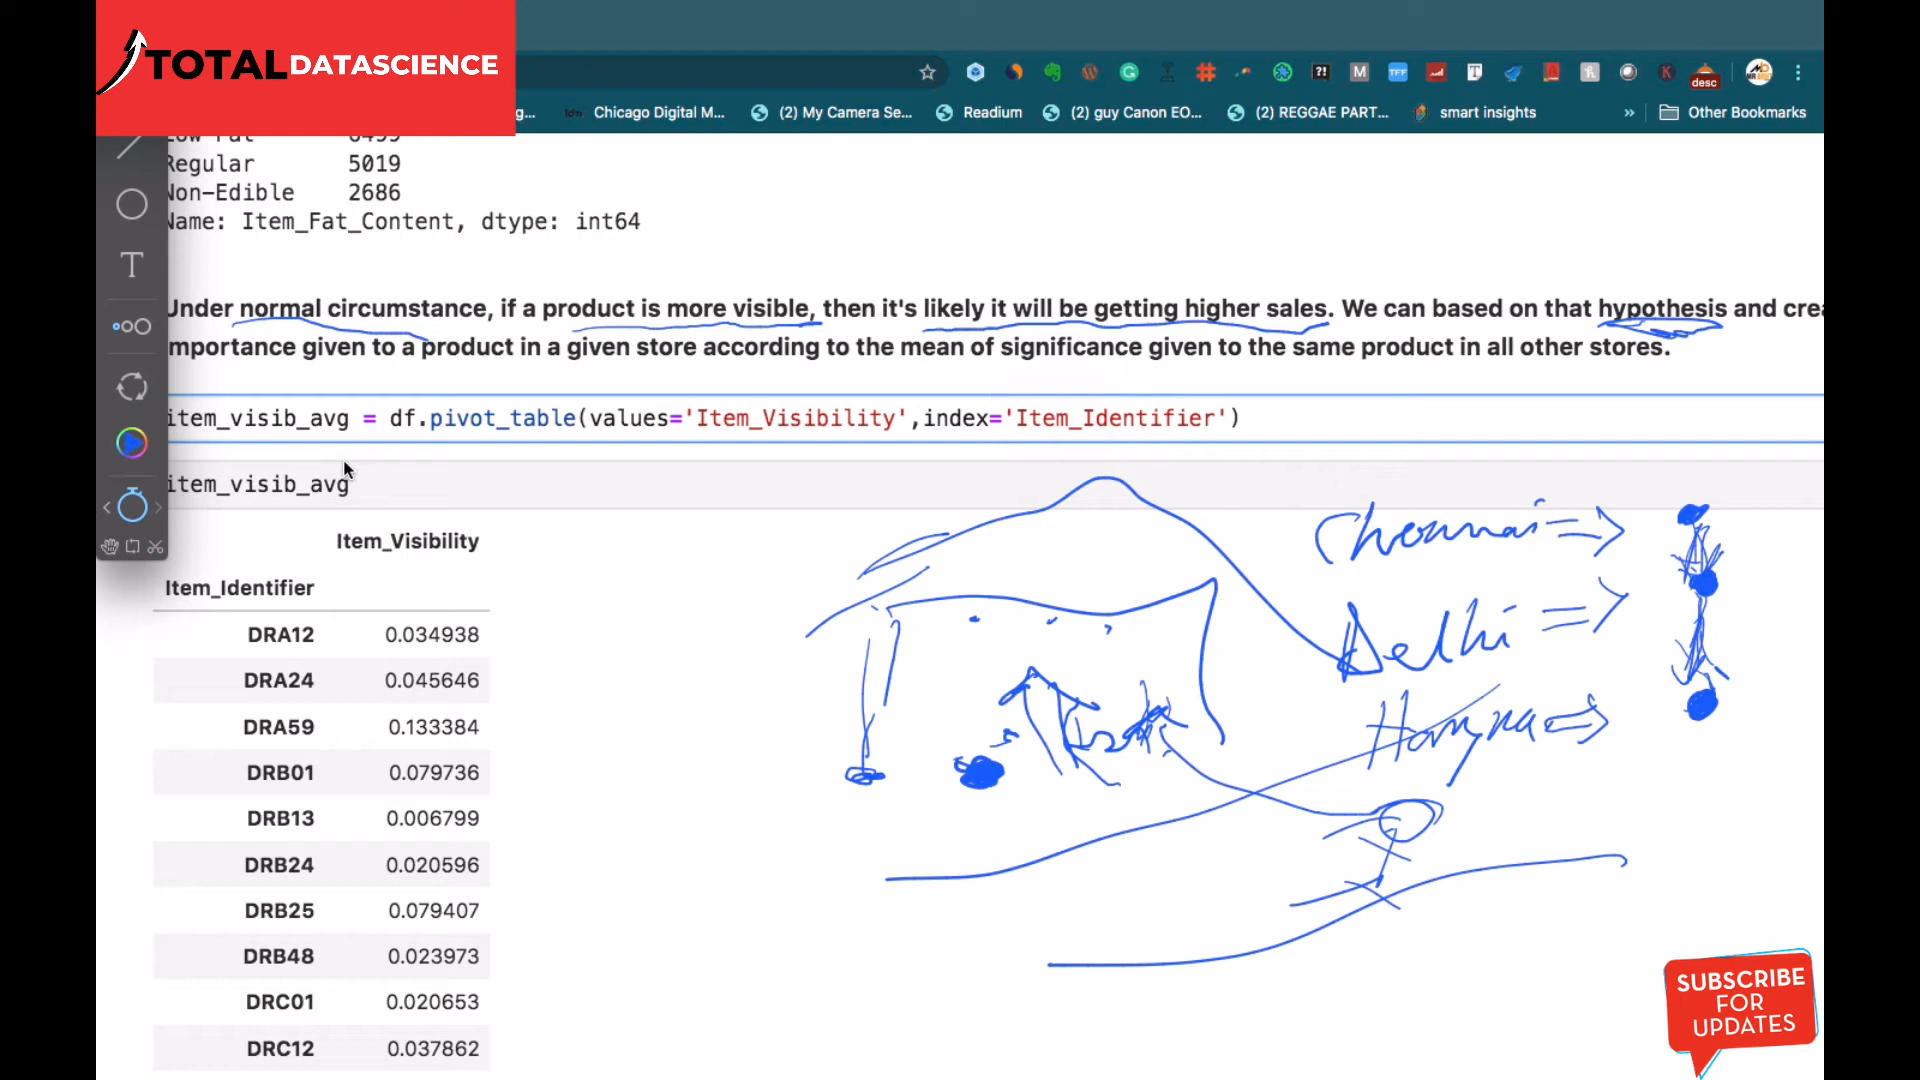 TOTAL DATASCIENCE
?!
M
TFF
T
K
desc
g...
Chicago Digital M...
(2) My Camera Se...
Readium
(2) guy Canon EO...
(2) REGGAE PART...
smart insights
»
Other Bookmarks
Regular 5019
Non-Edible 2686
Name: Item_Fat_Content, dtype: int64
T
Under normal circumstance, if a product is more visible, then it's likely it will be getting higher sales. We can based on that hypothesis and crea
mportance given to a product in a given store according to the mean of significance given to the same product in all other stores.
item_visib_avg = df.pivot_table(values='Item_Visibility',index='Item_Identifier')
item_visib_avg
Item_Visibility
Item_Identifier
DRA12 0.034938
DRA24 0.045646
DRA59 0.133384
DRB01 0.079736
DRB13 0.006799
DRB24 0.020596
DRB25 0.079407
DRB48 0.023973
DRC01 0.020653
DRC12 0.037862
Chennai =>
Delhi =>
SUBSCRIBE
FOR
UPDATES